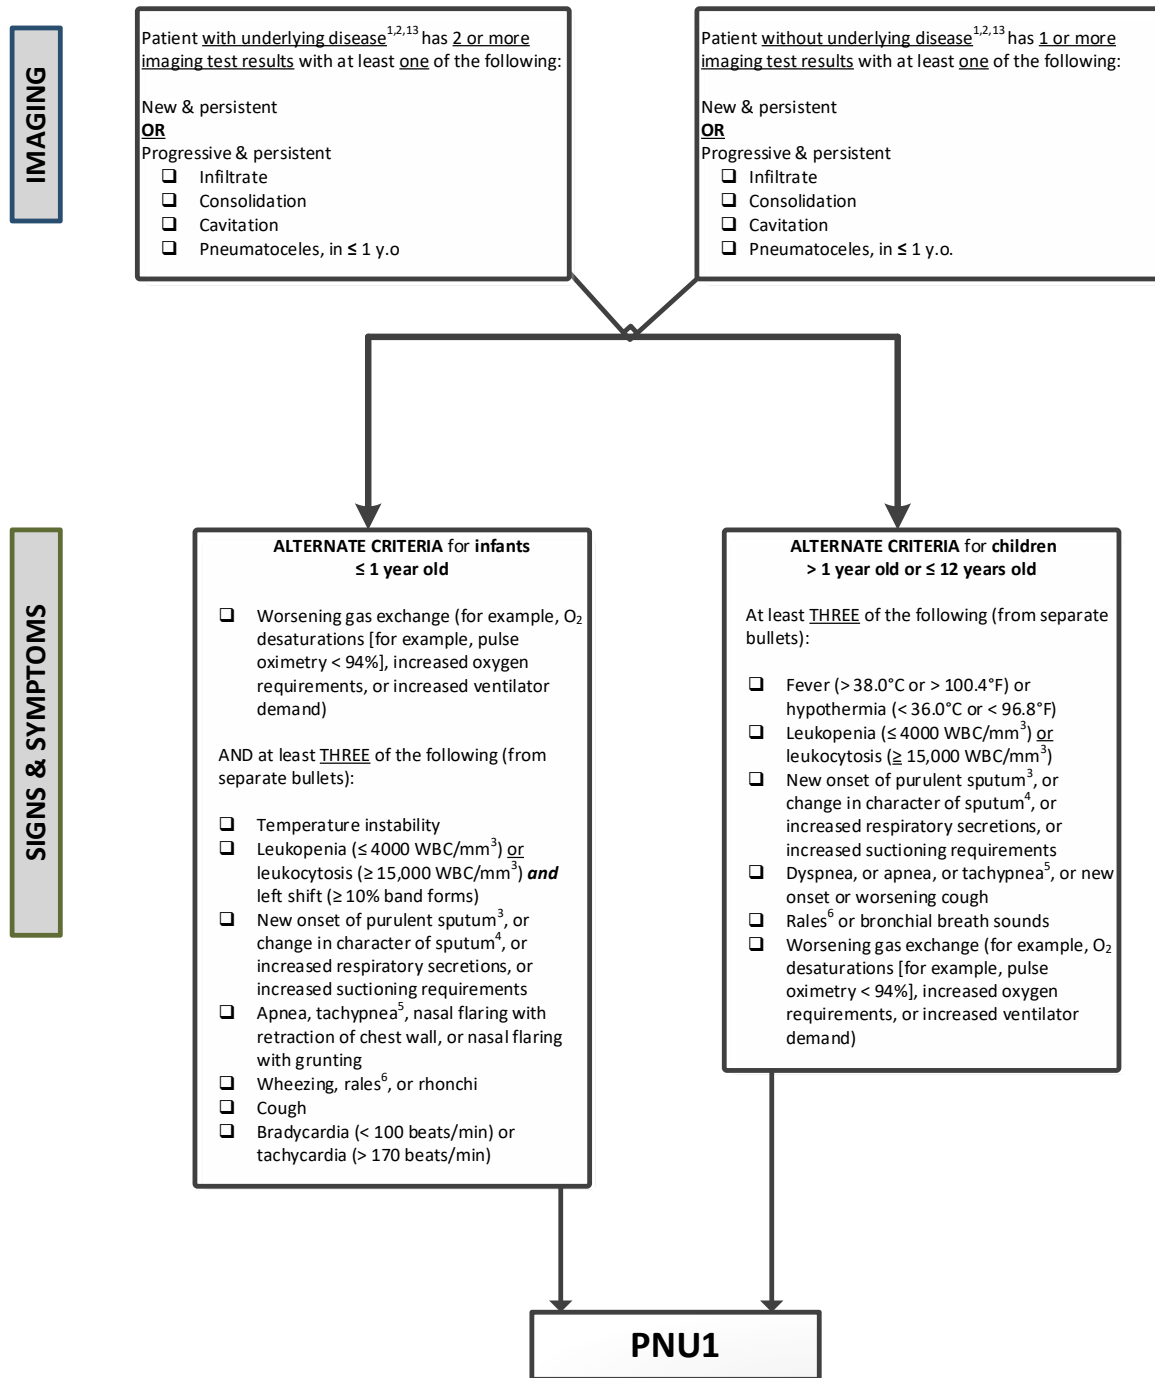 IMAGING
Patient with underlying disease1,2,13 has 2 or more
imaging test results with at least one of the following:
New & persistent
OR
Progressive & persistent
❑ Infiltrate
❑ Consolidation
❑ Cavitation
❑ Pneumatoceles, in ≤ 1 y.o
Patient without underlying disease1,2,13 has 1 or more
imaging test results with at least one of the following:
New & persistent
OR
Progressive & persistent
❑ Infiltrate
❑ Consolidation
❑ Cavitation
❑ Pneumatoceles, in ≤ 1 y.o.
SIGNS & SYMPTOMS
ALTERNATE CRITERIA for infants
≤ 1 year old
❑ Worsening gas exchange (for example, O2
desaturations [for example, pulse
oximetry < 94%], increased oxygen
requirements, or increased ventilator
demand)
AND at least THREE of the following (from
separate bullets):
❑ Temperature instability
❑ Leukopenia (≤ 4000 WBC/mm3) or
leukocytosis (≥ 15,000 WBC/mm3) and
left shift (≥ 10% band forms)
❑ New onset of purulent sputum3, or
change in character of sputum4, or
increased respiratory secretions, or
increased suctioning requirements
❑ Apnea, tachypnea5, nasal flaring with
retraction of chest wall, or nasal flaring
with grunting
❑ Wheezing, rales6, or rhonchi
❑ Cough
❑ Bradycardia (< 100 beats/min) or
tachycardia (> 170 beats/min)
ALTERNATE CRITERIA for children
> 1 year old or ≤ 12 years old
At least THREE of the following (from separate
bullets):
❑ Fever (> 38.0°C or > 100.4°F) or
hypothermia (< 36.0°C or < 96.8°F)
❑ Leukopenia (≤ 4000 WBC/mm3) or
leukocytosis (≥ 15,000 WBC/mm3)
❑ New onset of purulent sputum3, or
change in character of sputum4, or
increased respiratory secretions, or
increased suctioning requirements
❑ Dyspnea, or apnea, or tachypnea5, or new
onset or worsening cough
❑ Rales6 or bronchial breath sounds
❑ Worsening gas exchange (for example, O2
desaturations [for example, pulse
oximetry < 94%], increased oxygen
requirements, or increased ventilator
demand)
PNU1